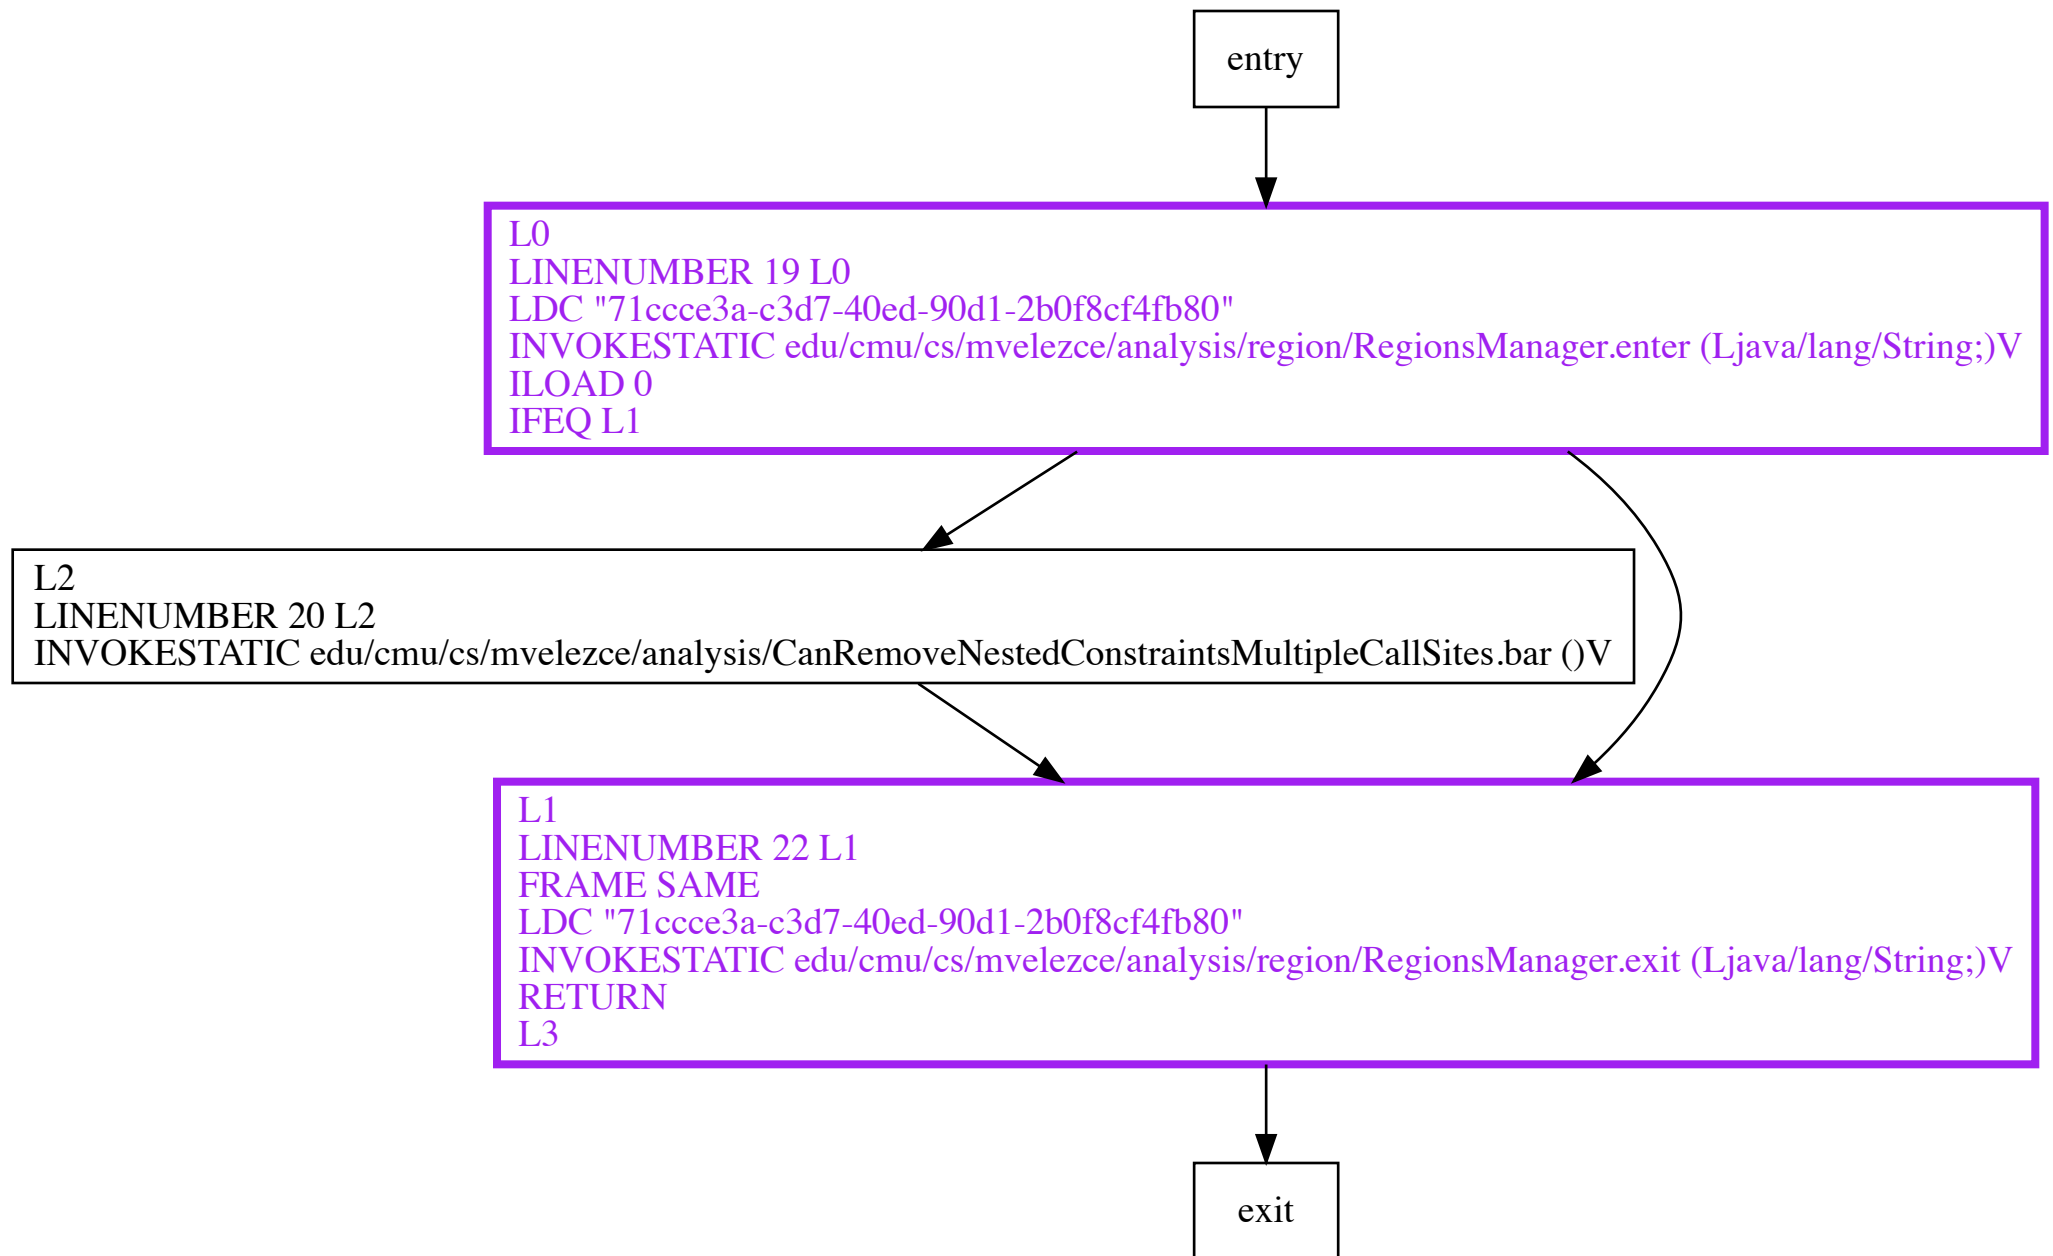 entry
L0
LINENUMBER 19 L0
LDC "71ccce3a-c3d7-40ed-90d1-2b0f8cf4fb80"
INVOKESTATIC edu/cmu/cs/mvelezce/analysis/region/RegionsManager.enter (Ljava/lang/String;)V
ILOAD 0
IFEQ L1
L2
LINENUMBER 20 L2
INVOKESTATIC edu/cmu/cs/mvelezce/analysis/CanRemoveNestedConstraintsMultipleCallSites.bar ()V
L1
LINENUMBER 22 L1
FRAME SAME
LDC "71ccce3a-c3d7-40ed-90d1-2b0f8cf4fb80"
INVOKESTATIC edu/cmu/cs/mvelezce/analysis/region/RegionsManager.exit (Ljava/lang/String;)V
RETURN
L3
exit